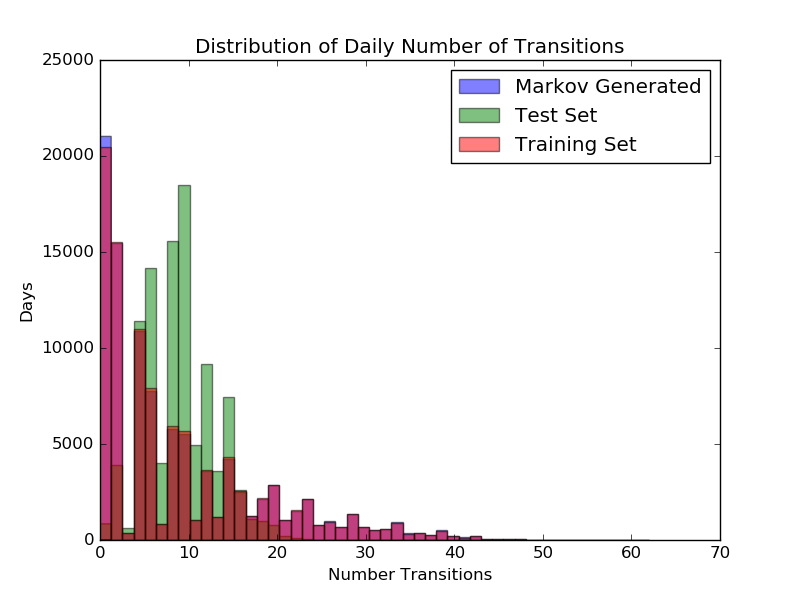 Distribution of Daily Number of Transitions
25000
20000
15000
10000
5000
0
Days
Markov Generated
Test Set
Training Set
0 10 20 30 40 50 60 70
Number Transitions